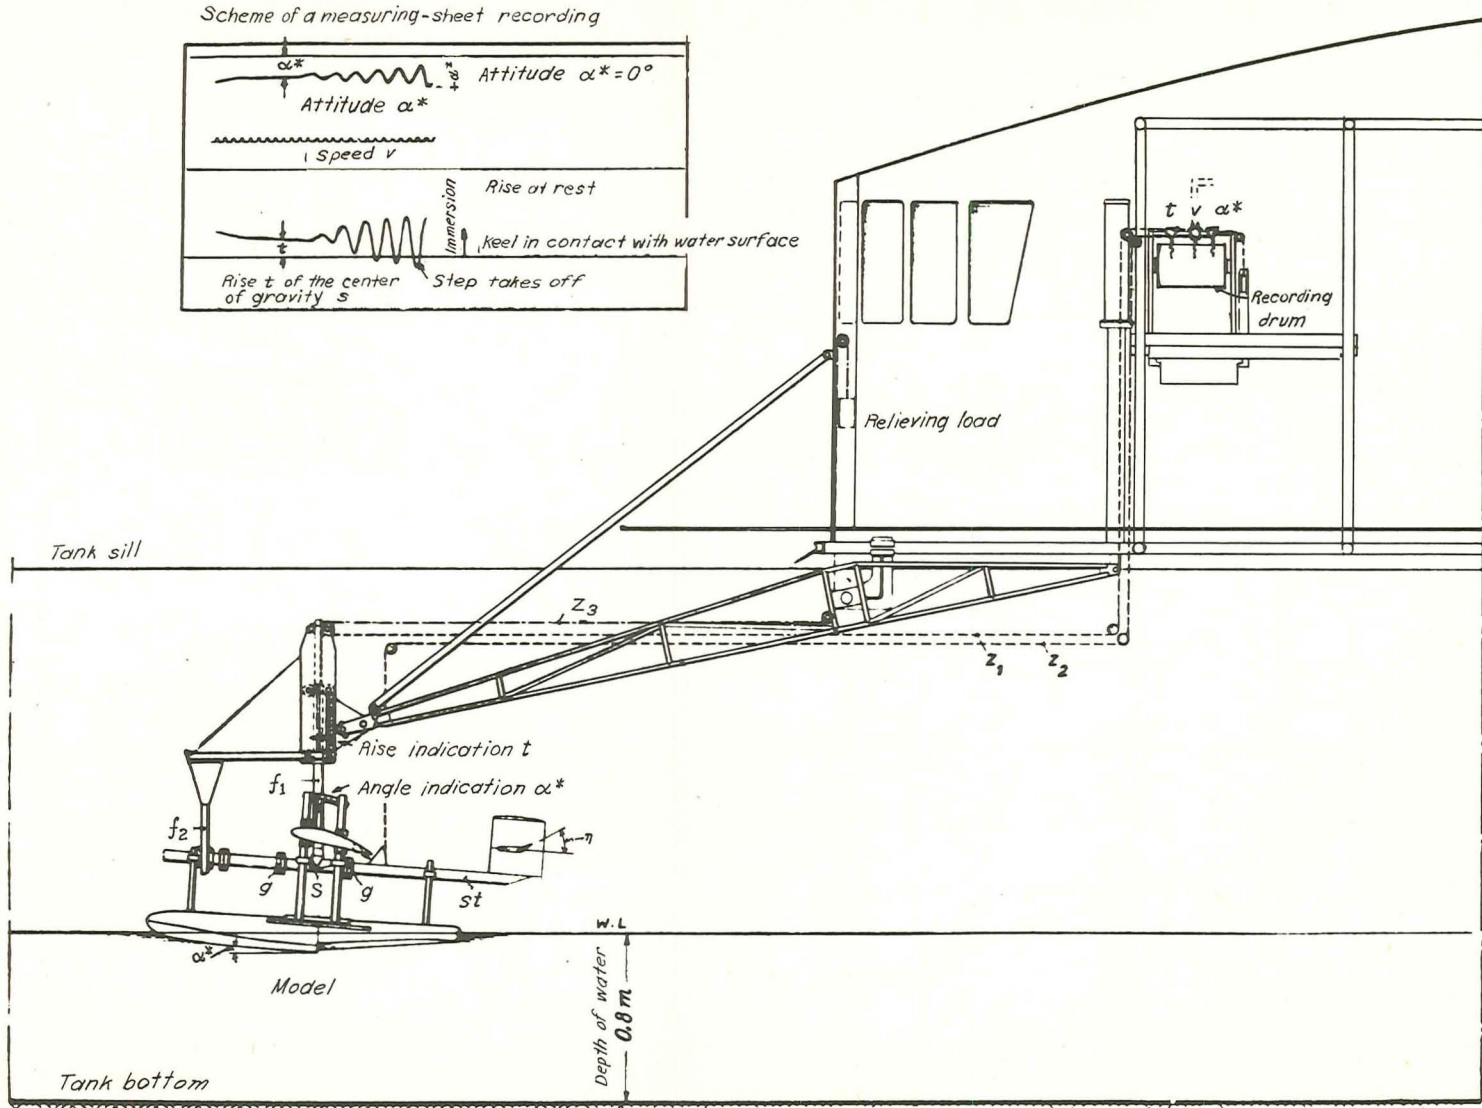 Scheme of a measuring-sheet recording
α*
α* - +
Attitude α*=0°
Attitude α*
Speed v
Rise at rest
Immersion
Keel in contact with water surface
t
Rise t of the center
of gravity s
Step takes off
t v α*
Recording
drum
Relieving load
Tank sill
Z3
Z1
Z2
Rise indication t
f1
Angle indication α*
f2
η
g
S
g
st
W.L
α*
Model
Depth of water
0.8 m
Tank bottom